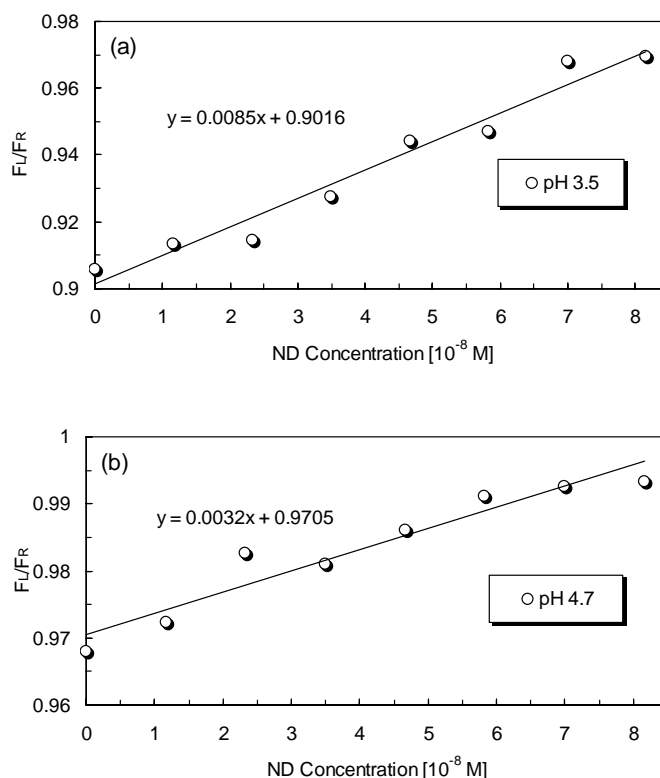 (a)
0.98
0.96
0.94
0.92
0.9
FL/FR
y = 0.0085x + 0.9016
pH 3.5
0 1 2 3 4 5 6 7 8
ND Concentration [10-8 M]
(b)
1
0.99
0.98
0.97
0.96
FL/FR
y = 0.0032x + 0.9705
pH 4.7
0 1 2 3 4 5 6 7 8
ND Concentration [10-8 M]